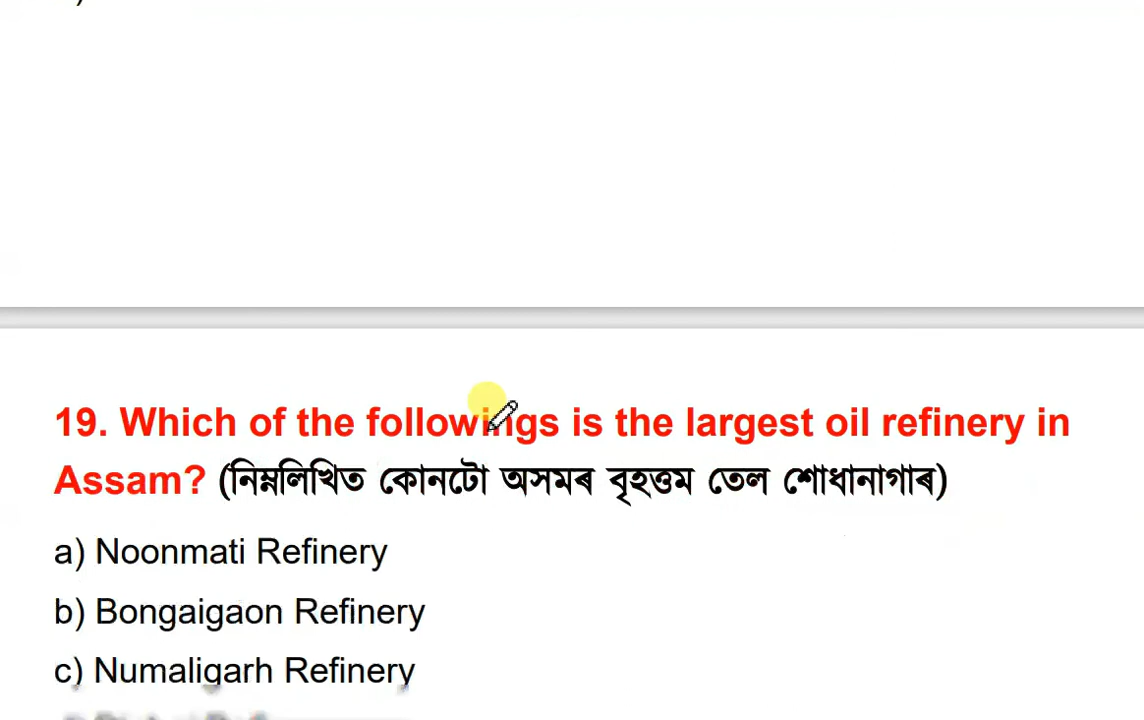 19. Which of the followings is the largest oil refinery in
Assam? (নিম্নলিখিত কোনটো অসমৰ বৃহত্তম তেল শোধানাগাৰ)
a) Noonmati Refinery
b) Bongaigaon Refinery
c) Numaligarh Refinery